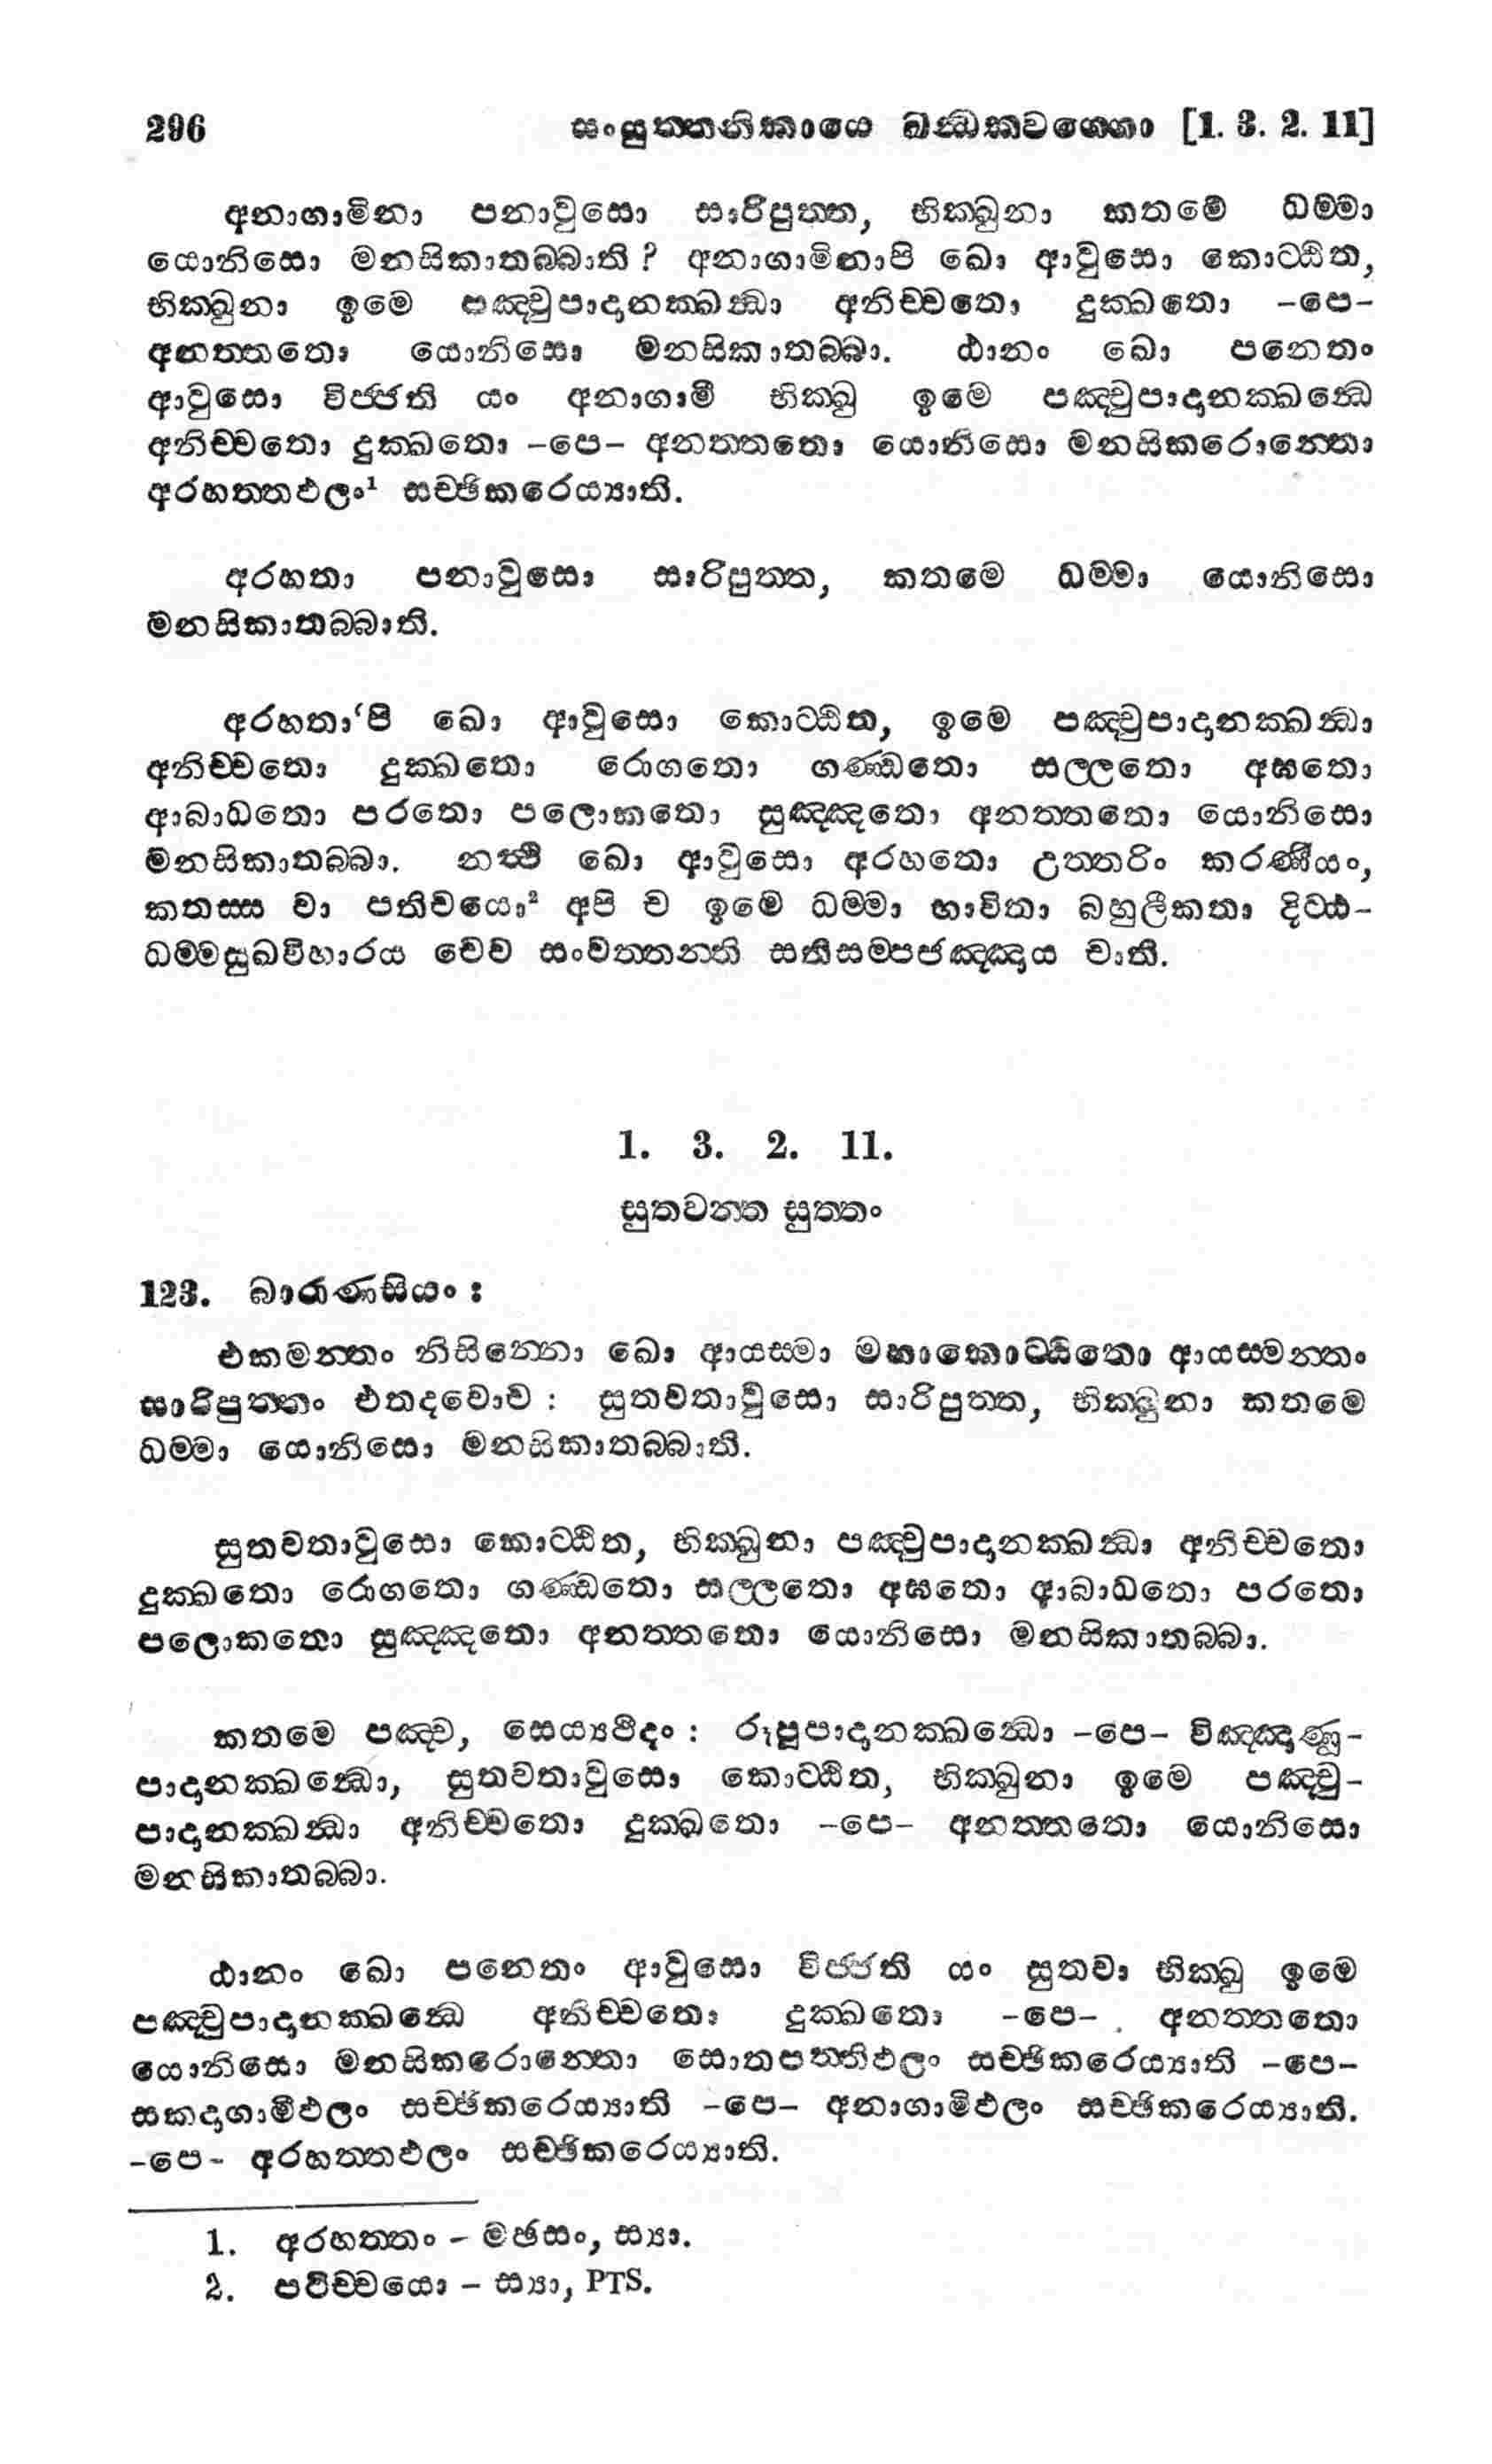 296 සංයුත්තනිකායෙ ඛන්ධකවග්ගො [1. 3. 2. 11]
අනාගාමිනා පනාවුසො සාරිපුත්ත, භික්ඛුනා කතමෙ ධම්මා
යොනිසො මනසිකාතබ්බාති? අනාගාමිනාපි ඛො ආවුසො කොට්ඨිත,
භික්ඛුනා ඉමෙ පඤ්චුපාදානක්ඛන්ධා අනිච්චතො දුක්ඛතො -පෙ-
අනත්තතො යොනිසො මනසිකාතබ්බා. ඨානං ඛො පනෙතං
ආවුසො විජ්ජති යං අනාගාමී භික්ඛු ඉමෙ පඤ්චුපාදානක්ඛන්ධෙ
අනිච්චතො දුක්ඛතො -පෙ- අනත්තතො යොනිසො මනසිකරොන්තො
අරහත්තඵලං¹ සච්ඡිකරෙය්‍යාති.
අරහතා පනාවුසො සාරිපුත්ත, කතමෙ ධම්මා යොනිසො
මනසිකාතබ්බාති.
අරහතා‘පි ඛො ආවුසො කොට්ඨිත, ඉමෙ පඤ්චුපාදානක්ඛන්ධා
අනිච්චතො දුක්ඛතො රොගතො ගණ්ඩතො සල්ලතො අඝතො
ආබාධතො පරතො පලොකතො සුඤ්ඤතො අනත්තතො යොනිසො
මනසිකාතබ්බා. නත්ථි ඛො ආවුසො අරහතො උත්තරිං කරණීයං,
කතස්ස වා පතිචයො² අපි ච ඉමෙ ධම්මා භාවිතා බහුලීකතා දිට්ඨ-
ධම්මසුඛවිහාරය චෙව සංවත්තන්ති සතිසම්පජඤ්ඤාය චාති.
1. 3. 2. 11.
සුතවන්ත සුත්තං
123. බාරාණසියං :
එකමන්තං නිසින්නො ඛො ආයස්මා මහාකොට්ඨිතො ආයස්මන්තං
සාරිපුත්තං එතදවොච : සුතවතාවුසො සාරිපුත්ත, භික්ඛුනා කතමෙ
ධම්මා යොනිසො මනසිකාතබ්බාති.
සුතවතාවුසො කොට්ඨිත, භික්ඛුනා පඤ්චුපාදානක්ඛන්ධා අනිච්චතො
දුක්ඛතො රොගතො ගණ්ඩතො සල්ලතො අඝතො ආබාධතො පරතො
පලොකතො සුඤ්ඤතො අනත්තතො යොනිසො මනසිකාතබ්බා.
කතමෙ පඤ්ච, සෙය්‍යථිදං : රූපූපාදානක්ඛන්ධො -පෙ- විඤ්ඤාණූ-
පාදානක්ඛන්ධො, සුතවතාවුසො කොට්ඨිත, භික්ඛුනා ඉමෙ පඤ්චු-
පාදානක්ඛන්ධා අනිච්චතො දුක්ඛතො -පෙ- අනත්තතො යොනිසො
මනසිකාතබ්බා.
ඨානං ඛො පනෙතං ආවුසො විජ්ජති යං සුතවා භික්ඛු ඉමෙ
පඤ්චුපාදානක්ඛන්ධෙ අනිච්චතො දුක්ඛතො -පෙ- අනත්තතො
යොනිසො මනසිකරොන්තො සොතපත්තිඵලං සච්ඡිකරෙය්‍යාති -පෙ-
සකදාගාමීඵලං සච්ඡිකරෙය්‍යාති -පෙ- අනාගාමිඵලං සච්ඡිකරෙය්‍යාති.
-පෙ- අරහත්තඵලං සච්ඡිකරෙය්‍යාති.
1. අරහත්තං – මඡසං, ස්‍යා.
2. පටිච්චයො – ස්‍යා, PTS.